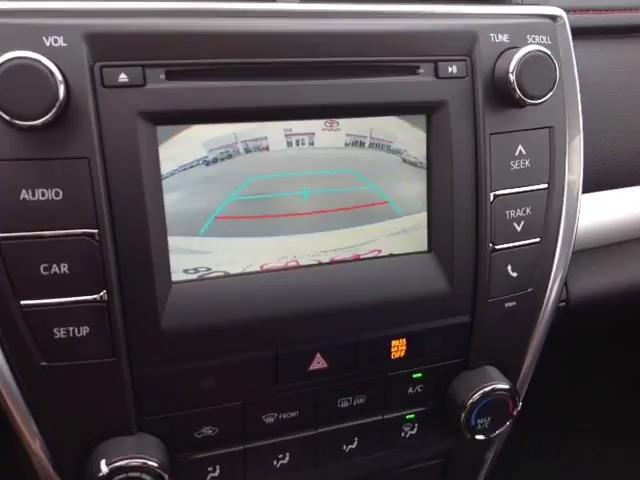 VOL
TUNE
SCROLL
AUDIO
SEEK
TRACK
CAR
SETUP
PASS
AIR BAG
OFF
A/C
FRONT
MAX
A/C